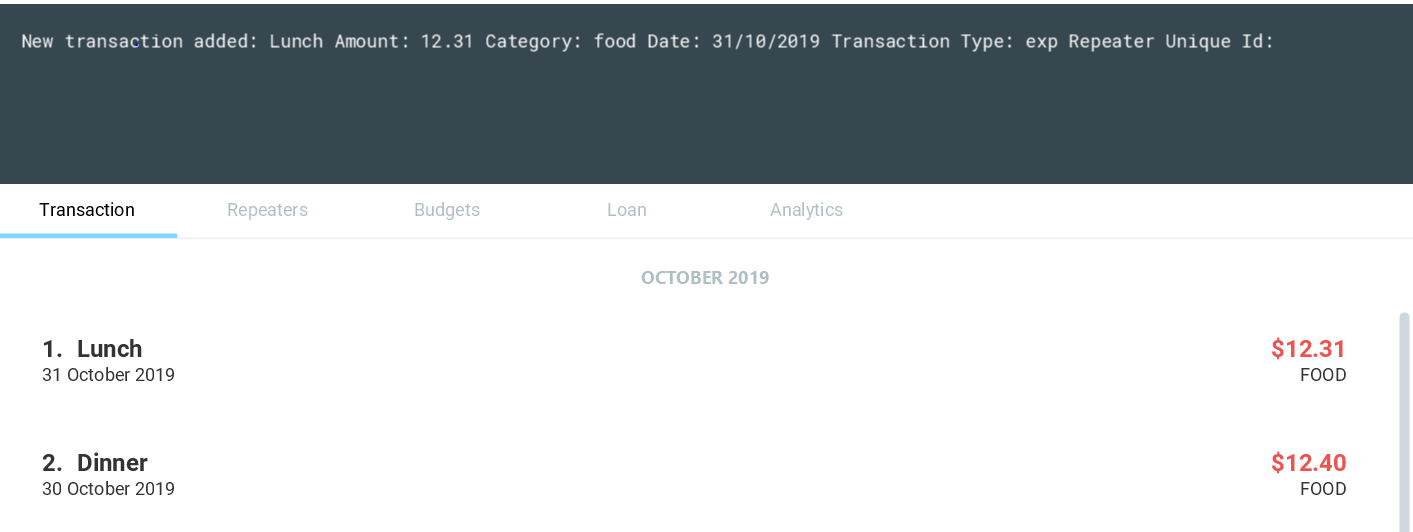 New transaction added: Lunch Amount: 12.31 Category: food Date: 31/10/2019 Transaction Type: exp Repeater Unique Id:
Transaction Repeaters Budgets Loan Analytics
OCTOBER 2019
1. Lunch $12.31
31 October 2019 FOOD
2. Dinner $12.40
30 October 2019 FOOD